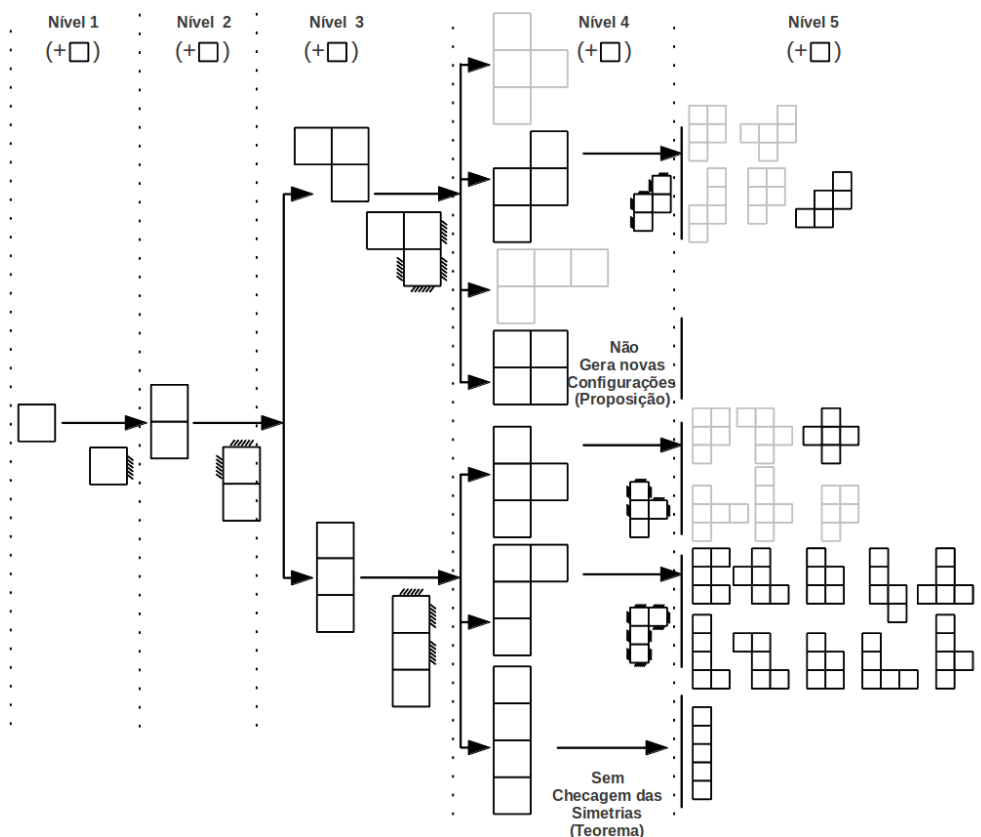 Nível 1
(+ )
Nível 2
(+ )
Nível 3
(+ )
Nível 4
(+ )
Nível 5
(+ )
Não
Gera novas
Configurações
(Proposição)
Sem
Checagem das
Simetrias
(Teorema)